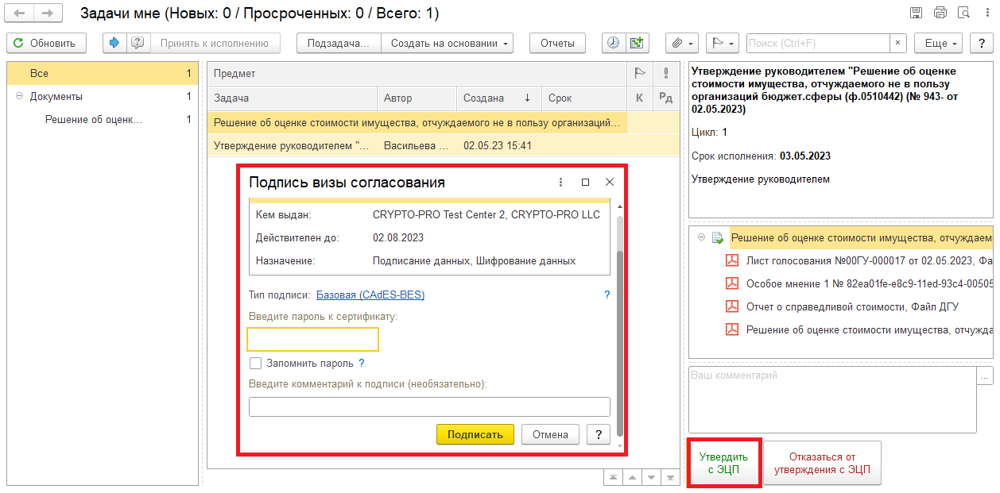 Задачи мне (Новых: 0 / Просроченных: 0 / Всего: 1)
Обновить
Принять к исполнению
Подзадача...
Создать на основании
Отчеты
Поиск (Ctrl+F)
×
Еще
?
Все 1
Документы 1
Решение об оценк... 1
Предмет
Задача Автор Создана ↓ Срок К Рд
Решение об оценке стоимости имущества, отчуждаемого не в пользу организаций...
Утверждение руководителем "... Васильева ... 02.05.23 15:41
Подпись визы согласования
Кем выдан: CRYPTO-PRO Test Center 2, CRYPTO-PRO LLC
Действителен до: 02.08.2023
Назначение: Подписание данных, Шифрование данных
Тип подписи: Базовая (CAdES-BES) ?
Введите пароль к сертификату:
Запомнить пароль ?
Введите комментарий к подписи (необязательно):
Подписать
Отмена
?
Утверждение руководителем "Решение об оценке
стоимости имущества, отчуждаемого не в пользу
организаций бюджет.сферы (ф.0510442) (№ 943- от
02.05.2023)
Цикл: 1
Срок исполнения: 03.05.2023
Утверждение руководителем
Решение об оценке стоимости имущества, отчуждаем
Лист голосования №00ГУ-000017 от 02.05.2023, Фа
Особое мнение 1 № 82ea01fe-e8c9-11ed-93c4-00505
Отчет о справедливой стоимости, Файл ДГУ
Решение об оценке стоимости имущества, отчужда
Ваш комментарий
...
Утвердить
с ЭЦП
Отказаться от
утверждения с ЭЦП